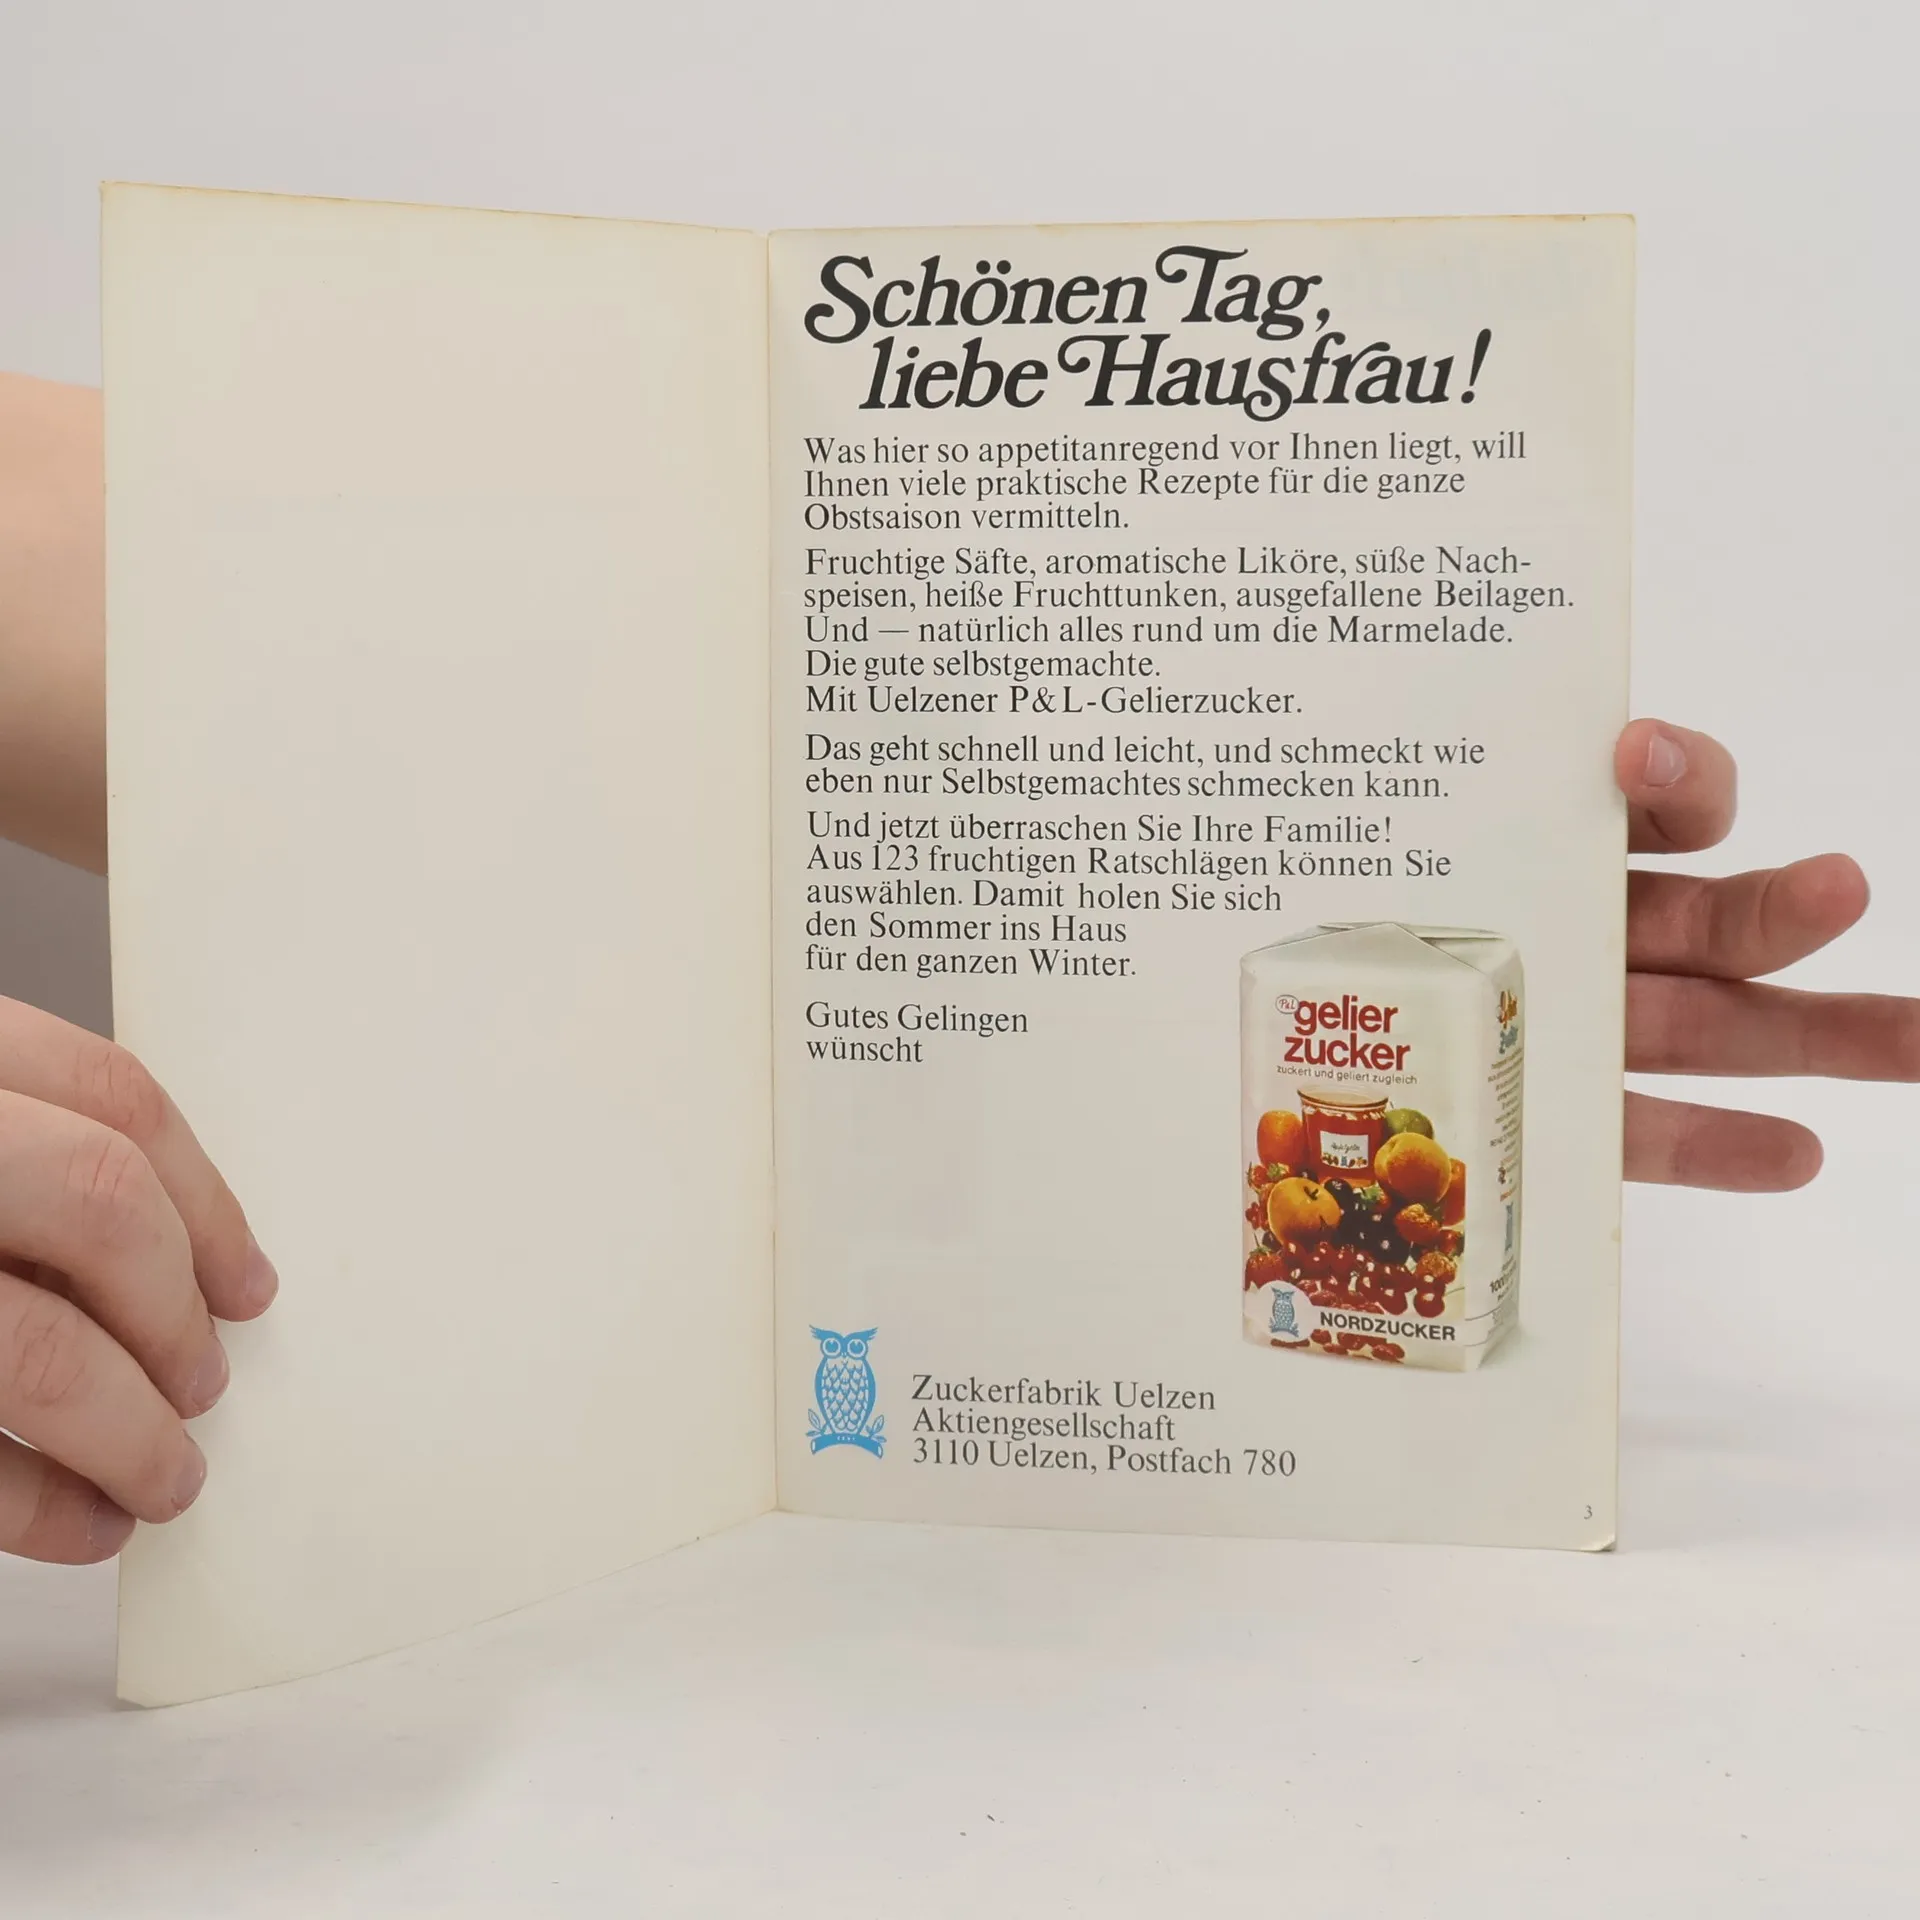 Schönen Tag,
liebe Hausfrau!
Was hier so appetitanregend vor Ihnen liegt, will
Ihnen viele praktische Rezepte für die ganze
Obstsaison vermitteln.
Fruchtige Säfte, aromatische Liköre, süße Nach-
speisen, heiße Fruchttunken, ausgefallene Beilagen.
Und — natürlich alles rund um die Marmelade.
Die gute selbstgemachte.
Mit Uelzener P&L-Gelierzucker.
Das geht schnell und leicht, und schmeckt wie
eben nur Selbstgemachtes schmecken kann.
Und jetzt überraschen Sie Ihre Familie!
Aus 123 fruchtigen Ratschlägen können Sie
auswählen. Damit holen Sie sich
den Sommer ins Haus
für den ganzen Winter.
Gutes Gelingen
wünscht
P&L
gelier
zucker
zuckert und geliert zugleich
NORDZUCKER
Zuckerfabrik Uelzen
Aktiengesellschaft
3110 Uelzen, Postfach 780
3